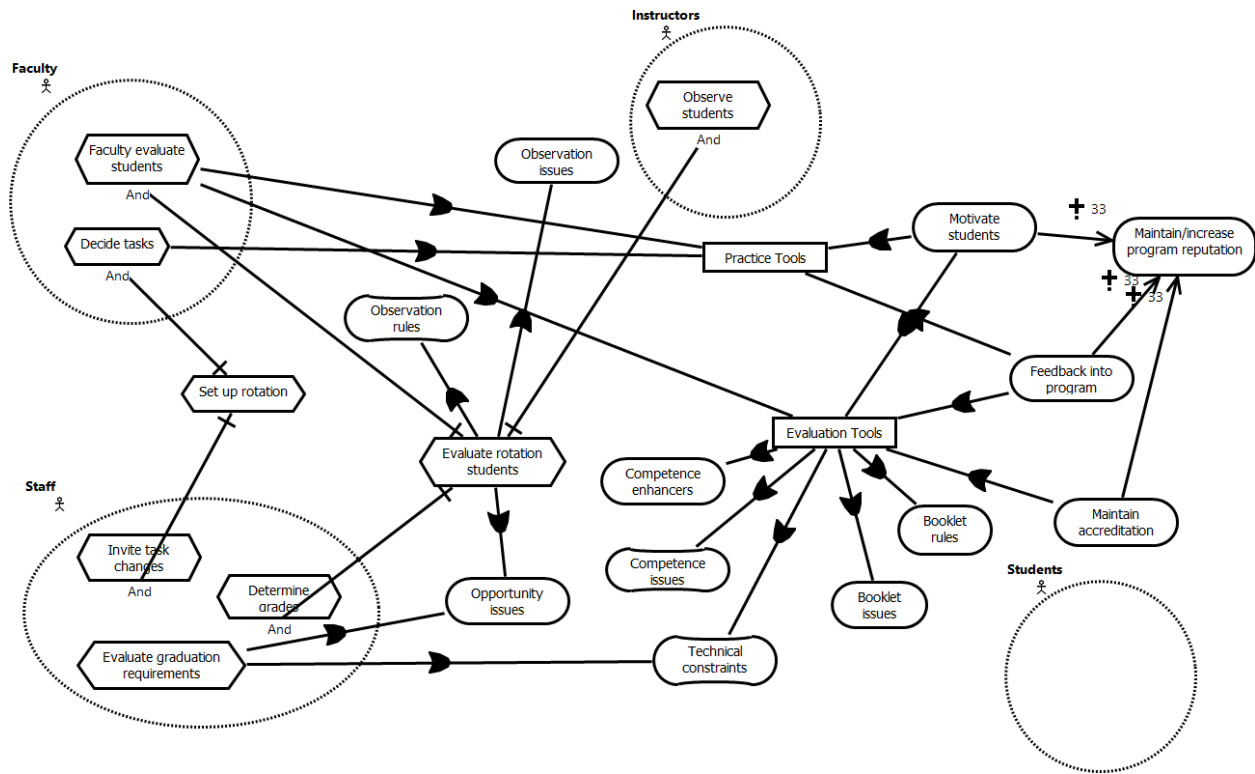 Instructors
Faculty
Observe
students
And
Faculty evaluate
students
And
Observation
issues
Decide tasks
And
Practice Tools
Motivate
students
33
Maintain/increase
program reputation
33
33
Observation
rules
Set up rotation
Feedback into
program
Evaluation Tools
Evaluate rotation
students
Competence
enhancers
Staff
Invite task
changes
And
Determine
grades
And
Evaluate graduation
requirements
Opportunity
issues
Competence
issues
Booklet
rules
Maintain
accreditation
Booklet
issues
Students
Technical
constraints